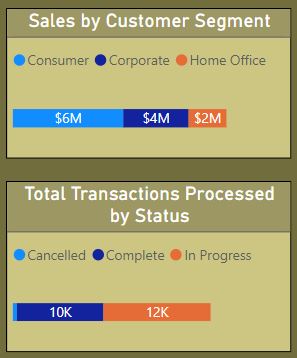 Sales by Customer Segment
Consumer Corporate Home Office
$6M $4M $2M
Total Transactions Processed
by Status
Cancelled Complete In Progress
10K 12K